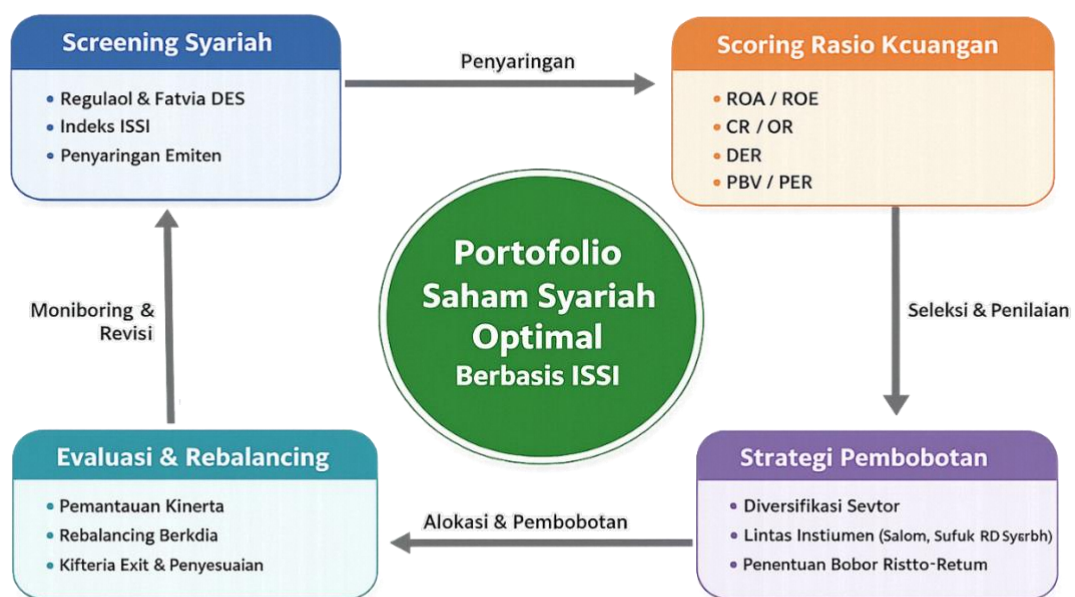 Screening Syariah
• Regulaol & Fatvia DES
• Indeks ISSI
• Penyaringan Emiten
Penyaringan
Scoring Rasio Kcuangan
• ROA / ROE
• CR / OR
• DER
• PBV / PER
Portofolio
Saham Syariah
Optimal
Berbasis ISSI
Moniboring &
Revisi
Seleksi & Penilaian
Evaluasi & Rebalancing
• Pemantauan Kinerta
• Rebalancing Berkdia
• Kifteria Exit & Penyesuaian
Alokasi & Pembobotan
Strategi Pembobotan
• Diversifikasi Sevtor
• Lintas Instiumen (Salom, Sufuk RD Syɛrbh)
• Penentuan Bobor Ristto-Retum